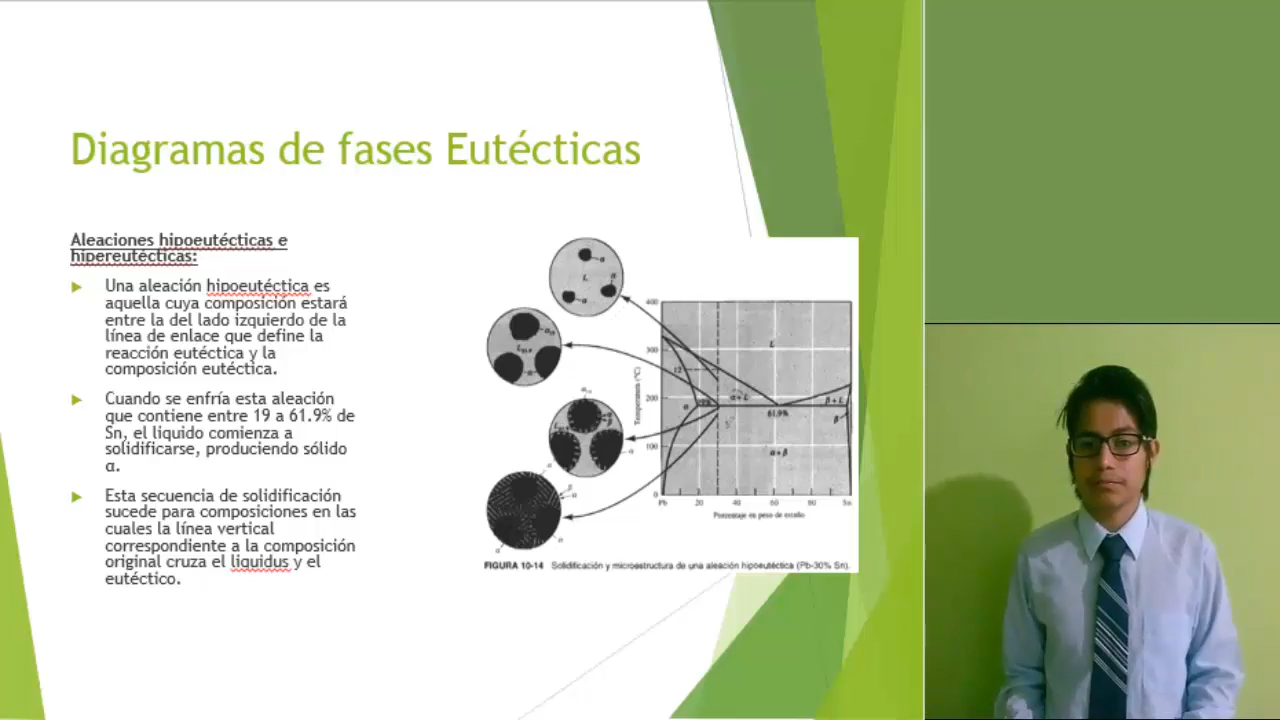 Diagramas de fases Eutécticas
Aleaciones hipoeutécticas e
hipereutécticas:
Una aleación hipoeutéctica es
aquella cuya composición estará
entre la del lado izquierdo de la
línea de enlace que define la
reacción eutéctica y la
composición eutéctica.
Cuando se enfría esta aleación
que contiene entre 19 a 61.9% de
Sn, el liquido comienza a
solidificarse, produciendo sólido
α.
Esta secuencia de solidificación
sucede para composiciones en las
cuales la línea vertical
correspondiente a la composición
original cruza el liquidus y el
eutéctico.
α
L
α
α
α
α
β
α
α
α
Temperatura (°C)
400
300
200
100
0
L
α
α + L
β + L
β
61.9%
α + β
Pb
20
40
60
80
Sn
Porcentaje en peso de estaño
FIGURA 10-14 Solidificación y microestructura de una aleación hipoeutéctica (Pb-30% Sn).